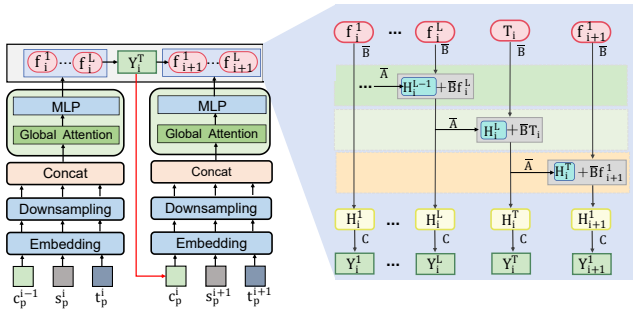 f_i^1 ... f_i^L Y_i^T f_{i+1}^1 ... f_{i+1}^L
MLP
Global Attention
Concat
Downsampling
Embedding
c_p^{i-1} s_p^i t_p^i
MLP
Global Attention
Concat
Downsampling
Embedding
c_p^i s_p^{i+1} t_p^{i+1}
f_i^1 ... f_i^L T_i f_{i+1}^1
B̅ B̅ B̅ B̅
... A̅ H_i^{L-1} + B̅f_i^L
A̅ H_i^L + B̅T_i
A̅ H_i^T + B̅f_{i+1}^1
H_i^1 ... H_i^L H_i^T H_{i+1}^1
C C C C
Y_i^1 ... Y_i^L Y_i^T Y_{i+1}^1